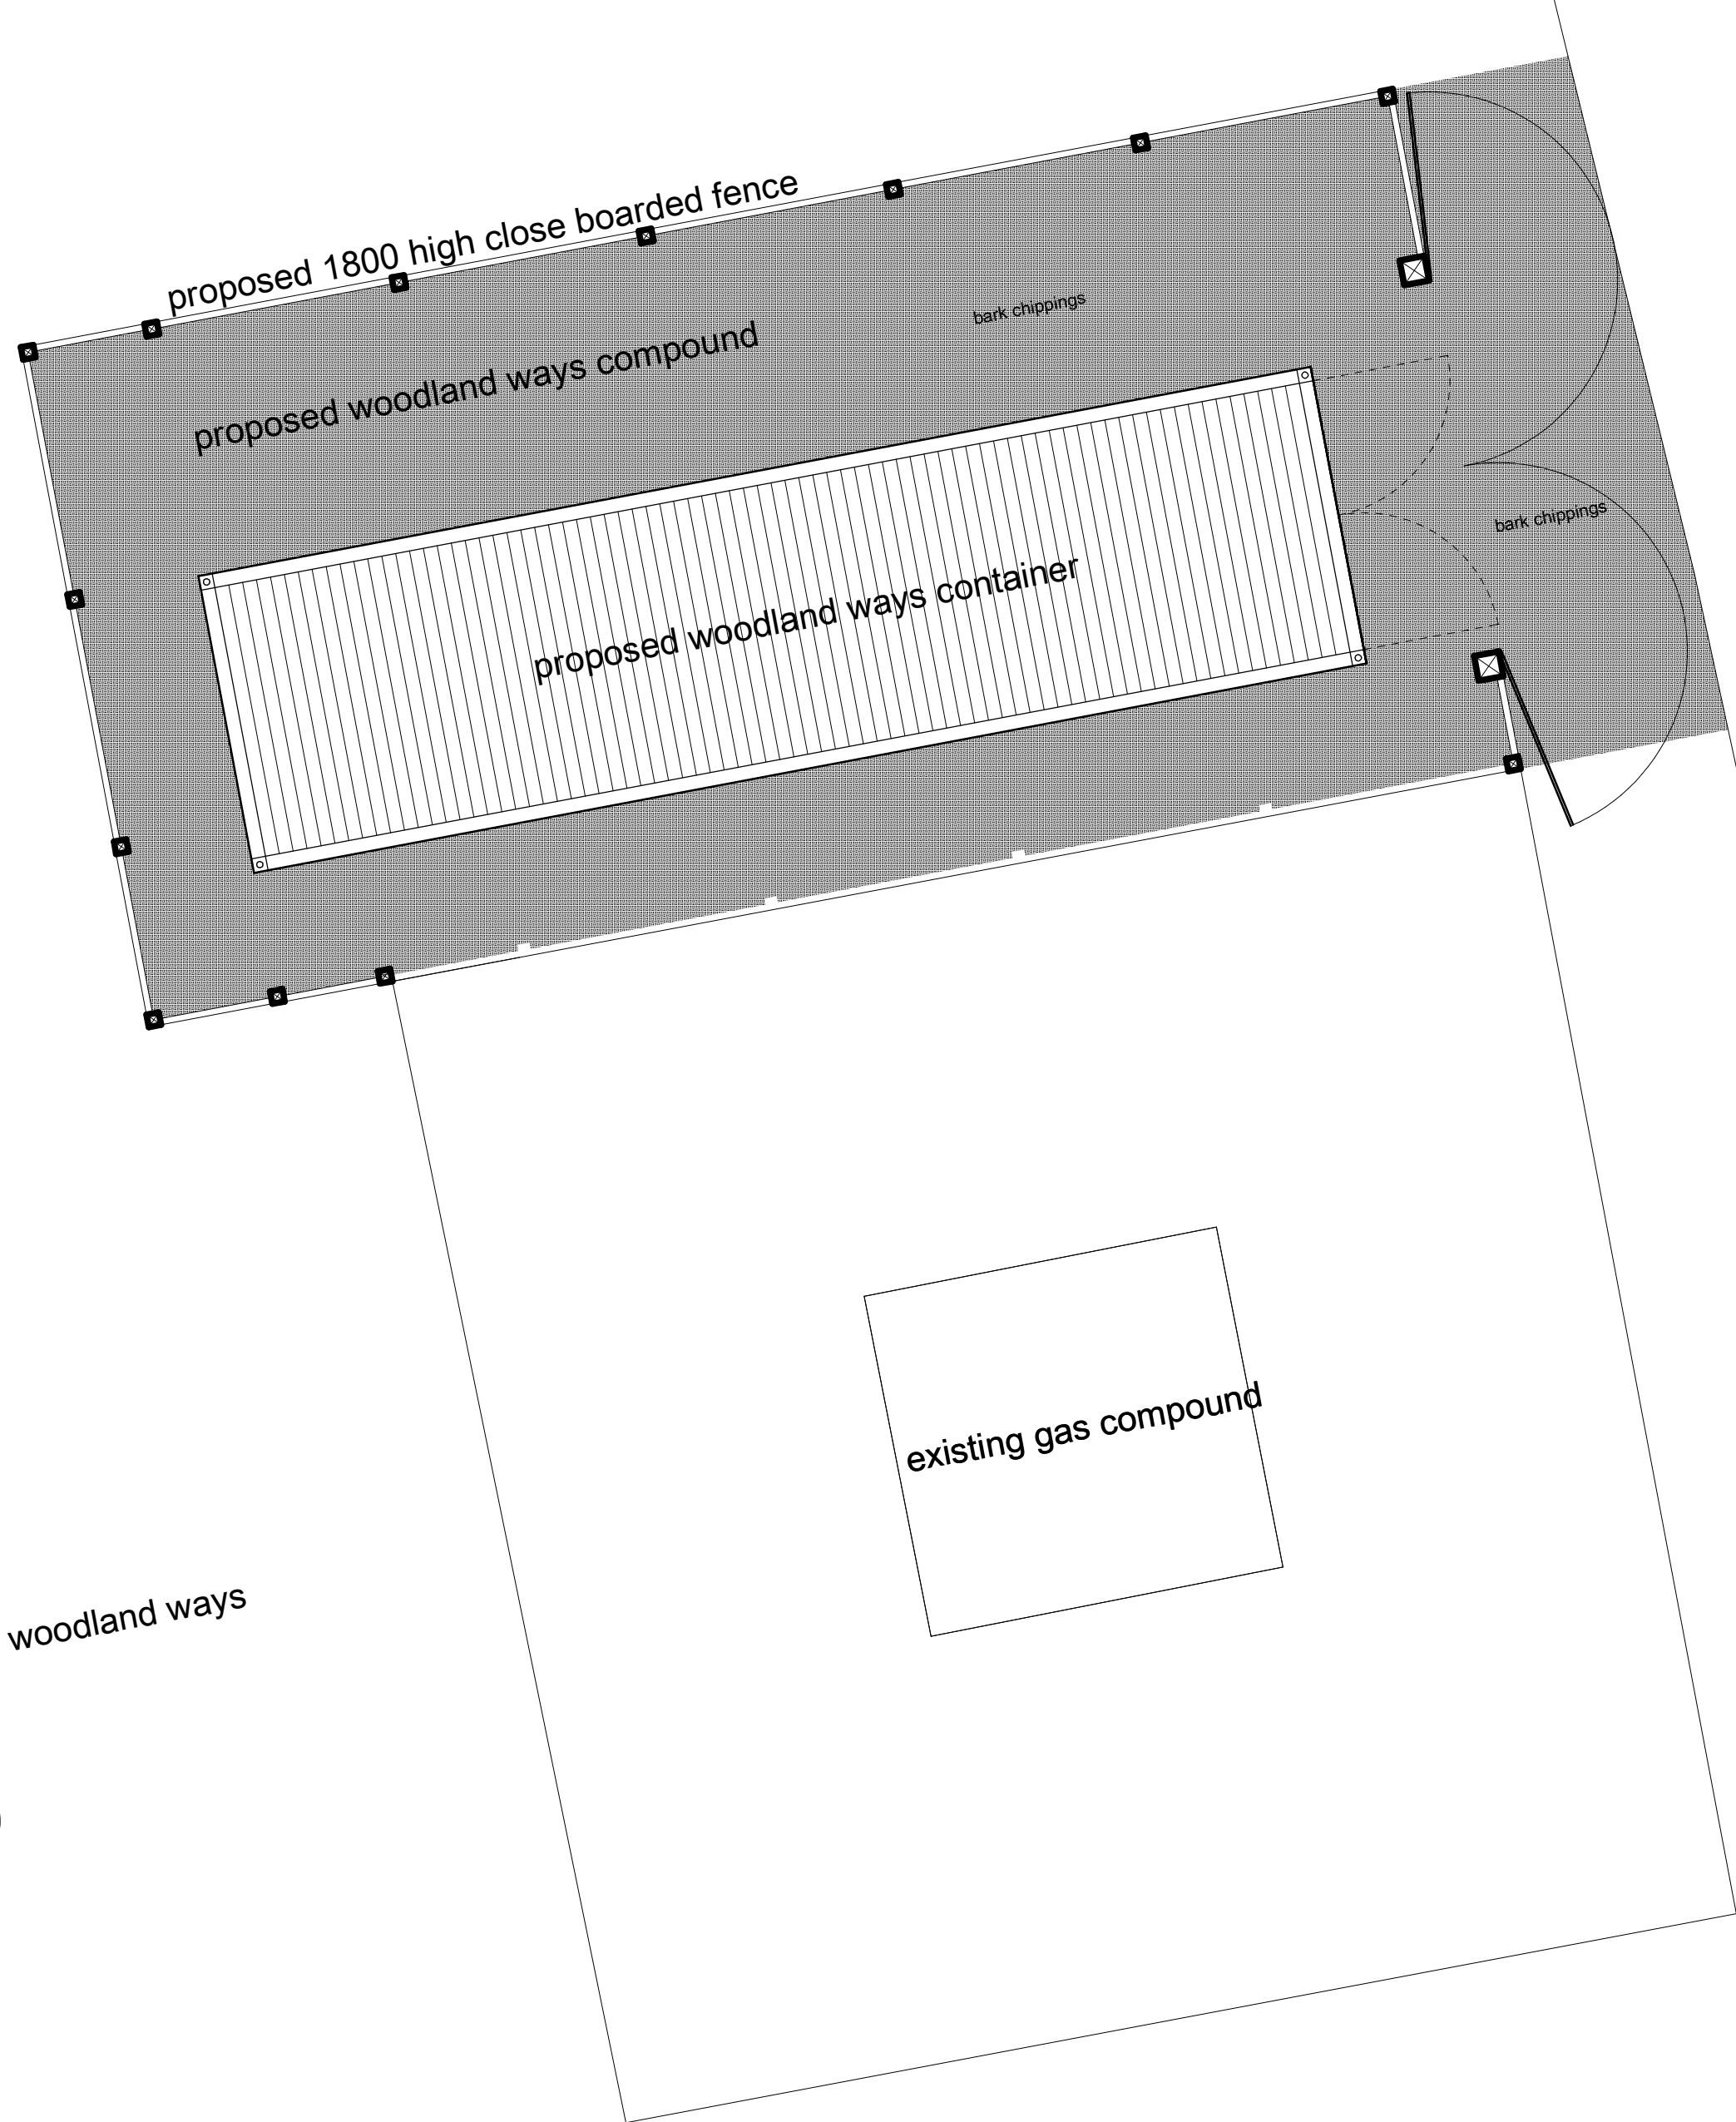 proposed 1800 high close boarded fence
bark chippings
proposed woodland ways compound
bark chippings
proposed woodland ways container
existing gas compound
woodland ways